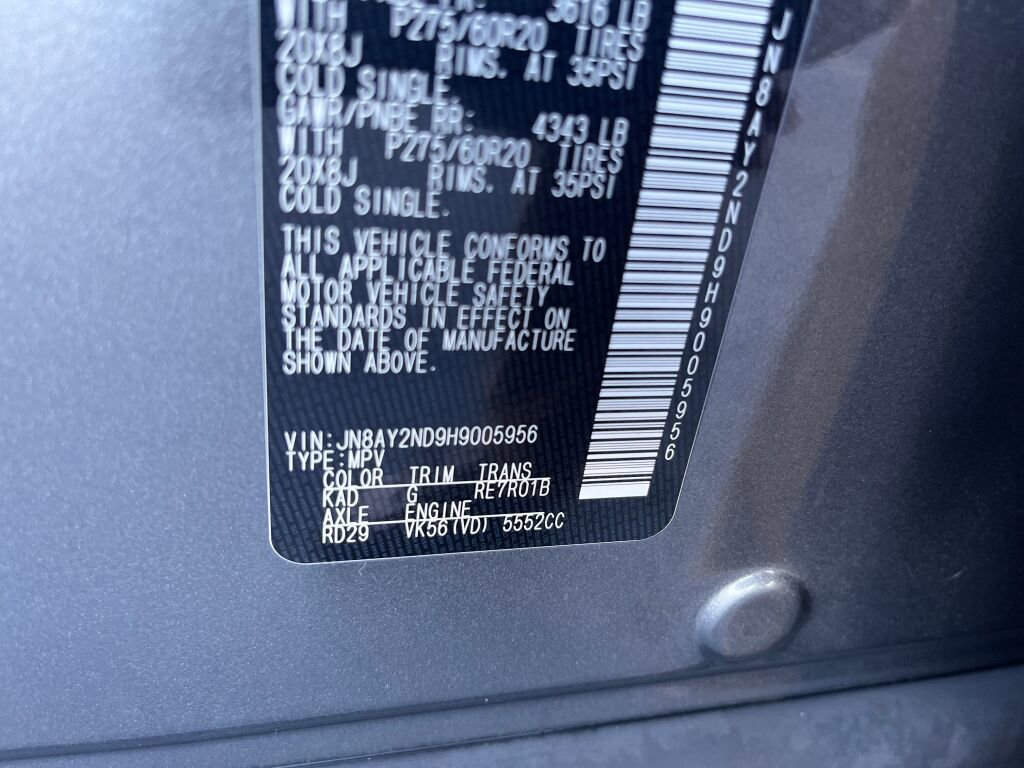 3616 LB
WITH P275/60R20 TIRES
20X8J RIMS. AT 35PSI
COLD SINGLE.
GAWR/PNBE RR: 4343 LB
WITH P275/60R20 TIRES
20X8J RIMS. AT 35PSI
COLD SINGLE.
THIS VEHICLE CONFORMS TO
ALL APPLICABLE FEDERAL
MOTOR VEHICLE SAFETY
STANDARDS IN EFFECT ON
THE DATE OF MANUFACTURE
SHOWN ABOVE.
VIN:JN8AY2ND9H9005956
TYPE:MPV
COLOR TRIM TRANS
KAD G RE7R01B
AXLE ENGINE
RD29 VK56(VD) 5552CC
JN8AY2ND9H9005956